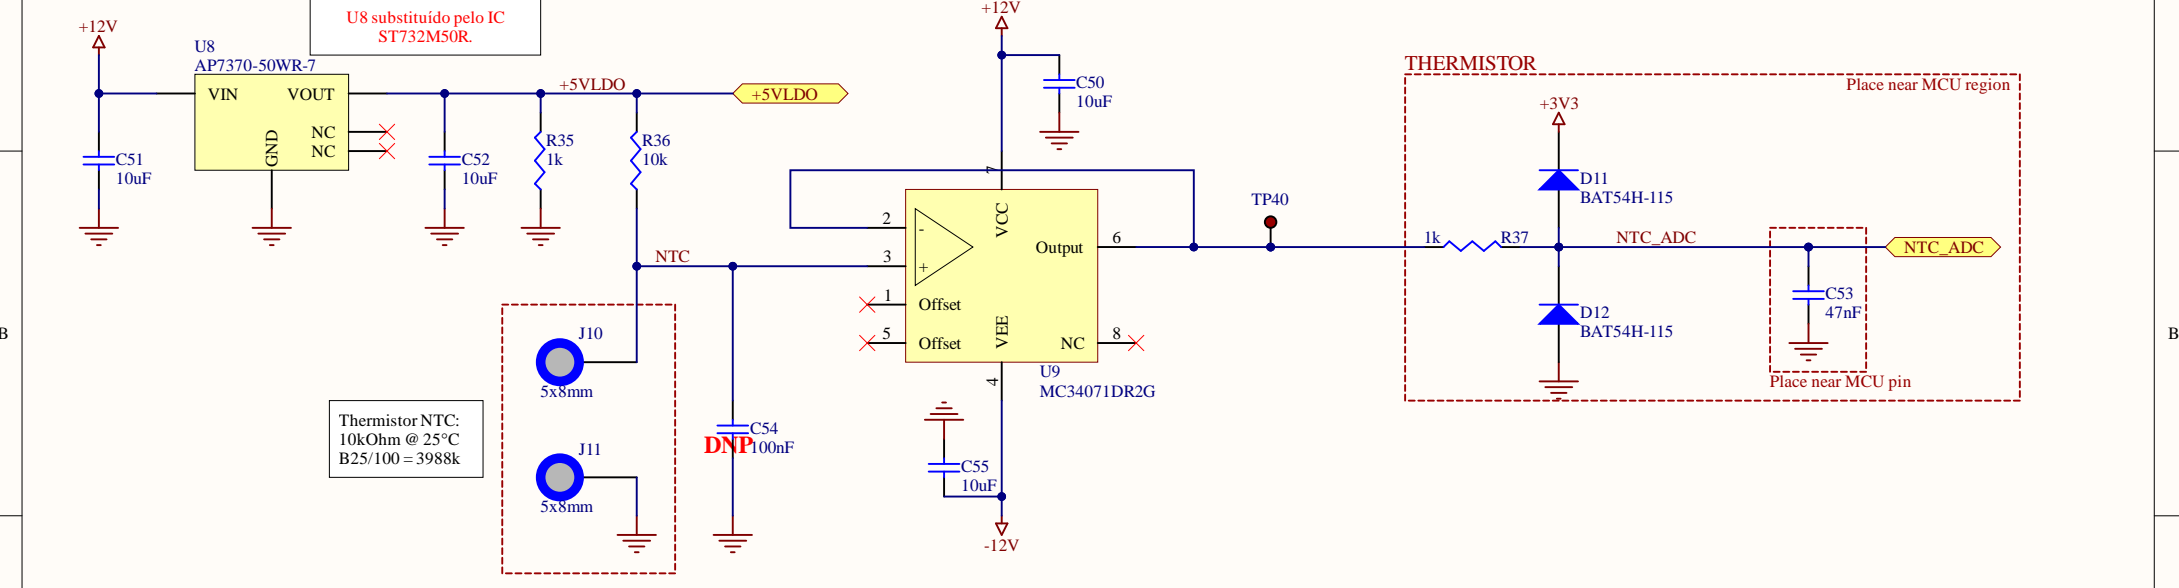 U8 substituído pelo IC
ST732M50R.
+12V
U8
AP7370-50WR-7
VIN
VOUT
NC
NC
GND
C51
10uF
C52
10uF
+5VLDO
+5VLDO
R35
1k
R36
10k
NTC
J10
5x8mm
J11
5x8mm
Thermistor NTC:
10kOhm @ 25°C
B25/100 = 3988k
C54
DNP
100nF
+12V
C50
10uF
7
VCC
2
-
3
+
1
Offset
5
Offset
Output
6
VEE
NC
8
4
U9
MC34071DR2G
C55
10uF
-12V
TP40
THERMISTOR
Place near MCU region
+3V3
D11
BAT54H-115
1k
R37
NTC_ADC
NTC_ADC
D12
BAT54H-115
C53
47nF
Place near MCU pin
B
B